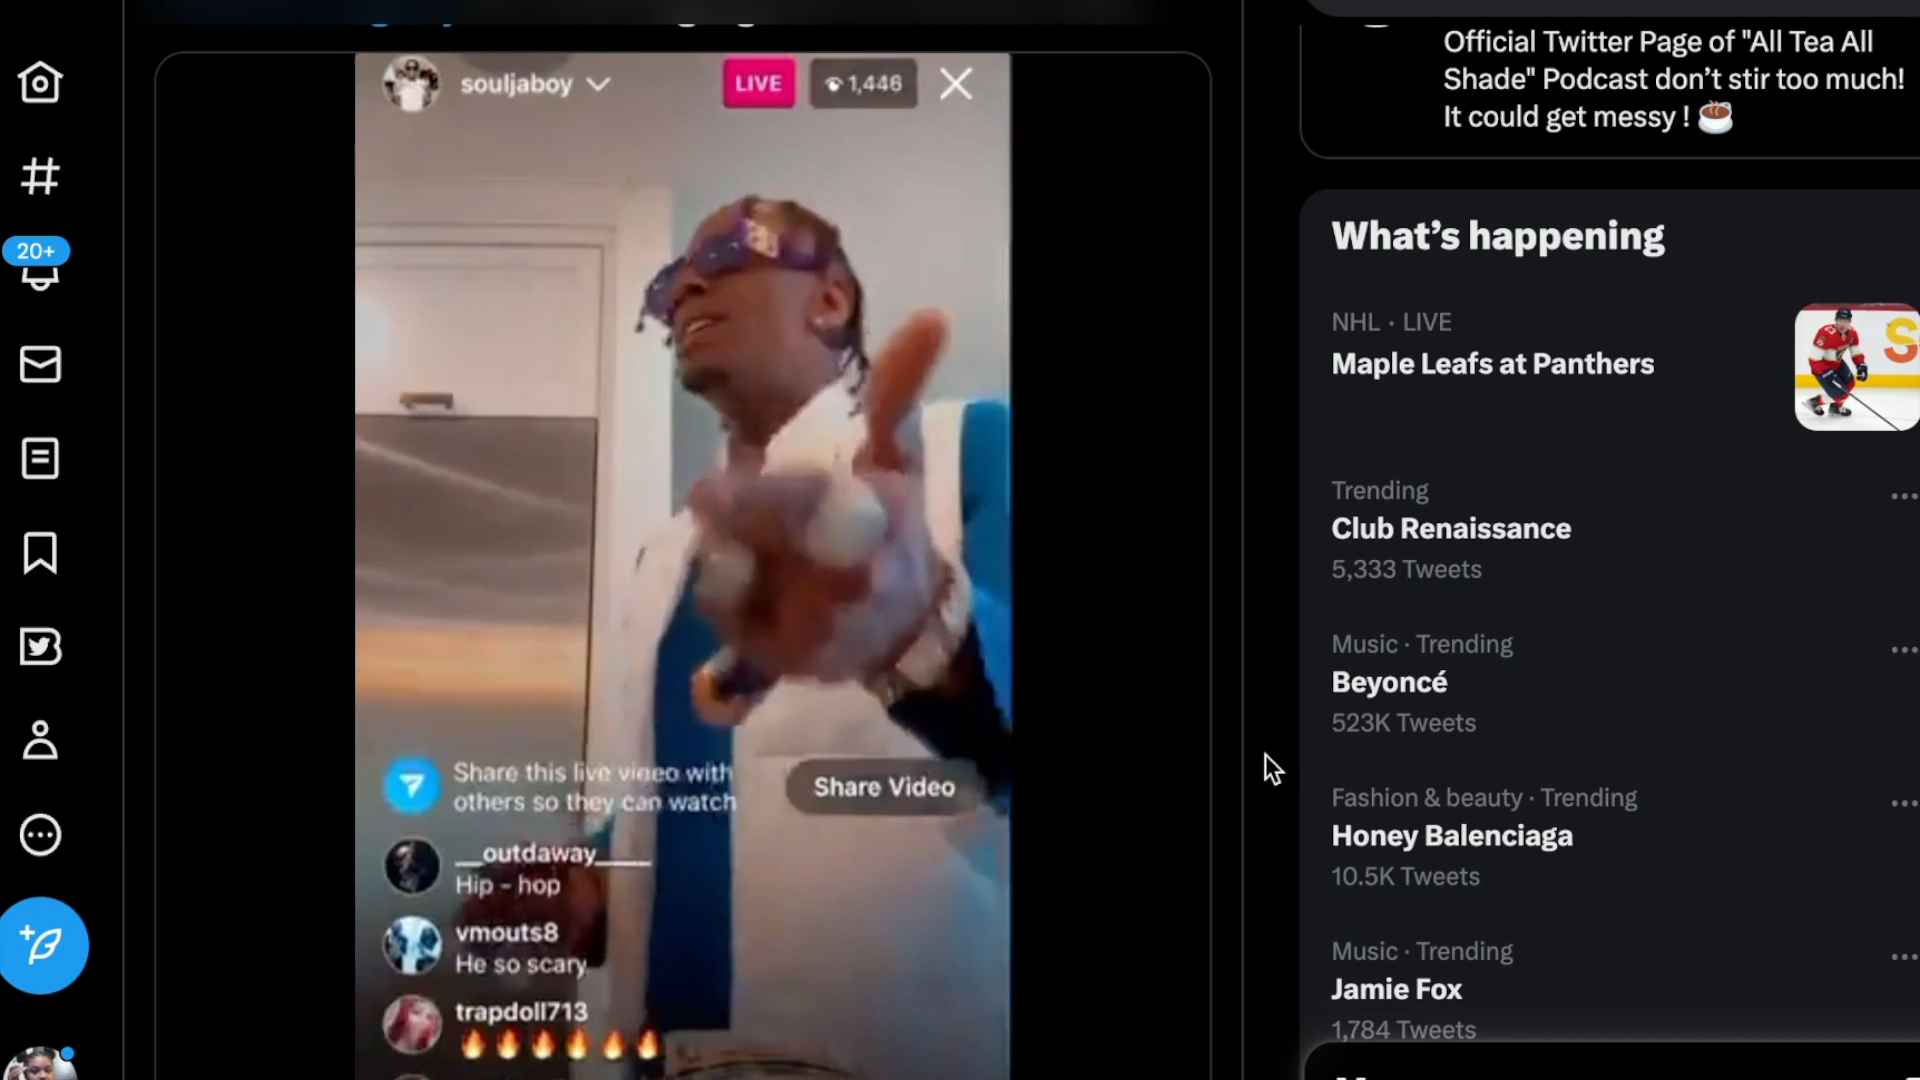 souljaboy
LIVE
1,446
20+
Share this live video with
others so they can watch
Share Video
__outdaway____
Hip - hop
vmouts8
He so scary
trapdoll713
🔥🔥🔥🔥🔥🔥
Official Twitter Page of "All Tea All
Shade" Podcast don’t stir too much!
It could get messy ! ☕
What’s happening
NHL · LIVE
Maple Leafs at Panthers
Trending
Club Renaissance
5,333 Tweets
Music · Trending
Beyoncé
523K Tweets
Fashion & beauty · Trending
Honey Balenciaga
10.5K Tweets
Music · Trending
Jamie Fox
1,784 Tweets